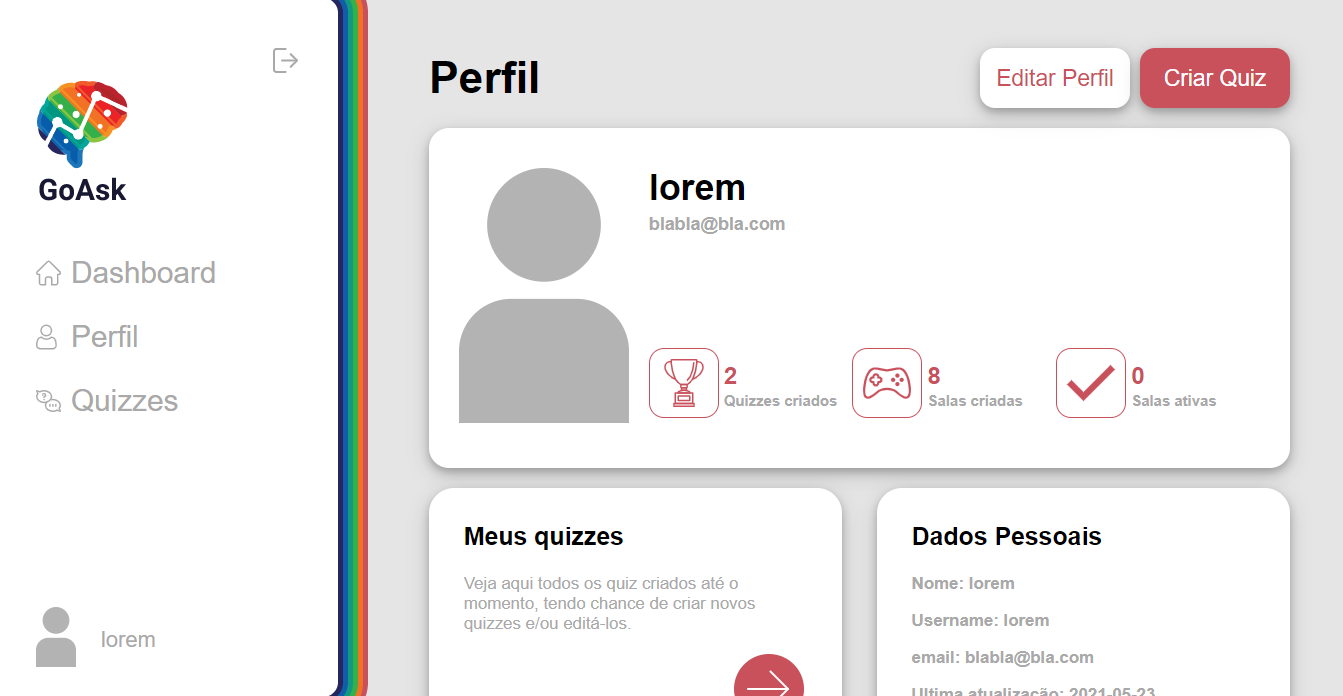 GoAsk
Dashboard
Perfil
Quizzes
lorem
Perfil
Editar Perfil
Criar Quiz
lorem
blabla@bla.com
2
Quizzes criados
8
Salas criadas
0
Salas ativas
Meus quizzes
Veja aqui todos os quiz criados até o
momento, tendo chance de criar novos
quizzes e/ou editá-los.
Dados Pessoais
Nome: lorem
Username: lorem
email: blabla@bla.com
Ultima atualização: 2021-05-23